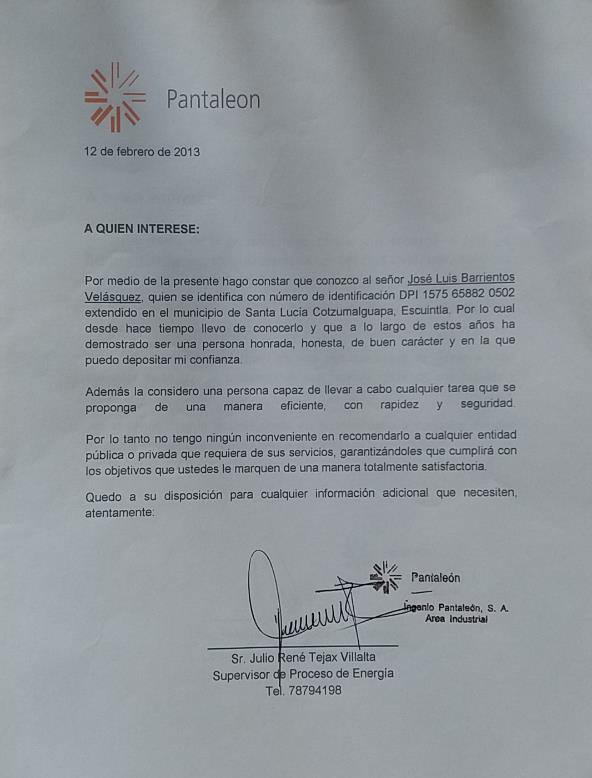 Pantaleon
12 de febrero de 2013
A QUIEN INTERESE:
Por medio de la presente hago constar que conozco al señor José Luis Barrientos
Velásquez, quien se identifica con número de identificación DPI 1575 65882 0502
extendido en el municipio de Santa Lucía Cotzumalguapa, Escuintla. Por lo cual
desde hace tiempo llevo de conocerlo y que a lo largo de estos años ha
demostrado ser una persona honrada, honesta, de buen carácter y en la que
puedo depositar mi confianza.
Además la considero una persona capaz de llevar a cabo cualquier tarea que se
proponga de una manera eficiente, con rapidez y seguridad.
Por lo tanto no tengo ningún inconveniente en recomendarlo a cualquier entidad
pública o privada que requiera de sus servicios, garantizándoles que cumplirá con
los objetivos que ustedes le marquen de una manera totalmente satisfactoria.
Quedo a su disposición para cualquier información adicional que necesiten,
atentamente:
Pantaleón
Ingenio Pantaleón, S. A.
Area Industrial
Sr. Julio René Tejax Villalta
Supervisor de Proceso de Energía
Tel. 78794198